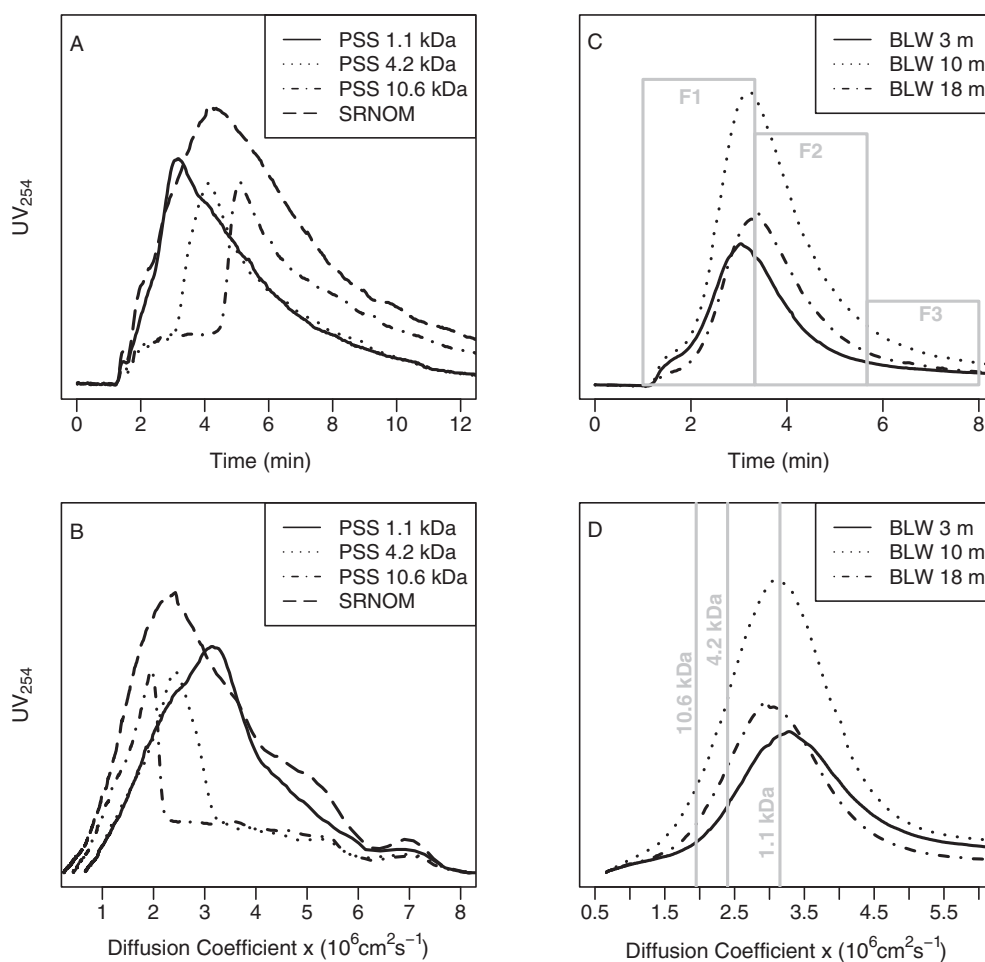 A
PSS 1.1 kDa
PSS 4.2 kDa
PSS 10.6 kDa
SRNOM
UV254
0 2 4 6 8 10 12
Time (min)
C
BLW 3 m
BLW 10 m
BLW 18 m
F1
F2
F3
0 2 4 6 8
Time (min)
B
PSS 1.1 kDa
PSS 4.2 kDa
PSS 10.6 kDa
SRNOM
UV254
1 2 3 4 5 6 7 8
Diffusion Coefficient x (10⁶cm²s⁻¹)
D
BLW 3 m
BLW 10 m
BLW 18 m
10.6 kDa
4.2 kDa
1.1 kDa
0.5 1.5 2.5 3.5 4.5 5.5
Diffusion Coefficient x (10⁶cm²s⁻¹)